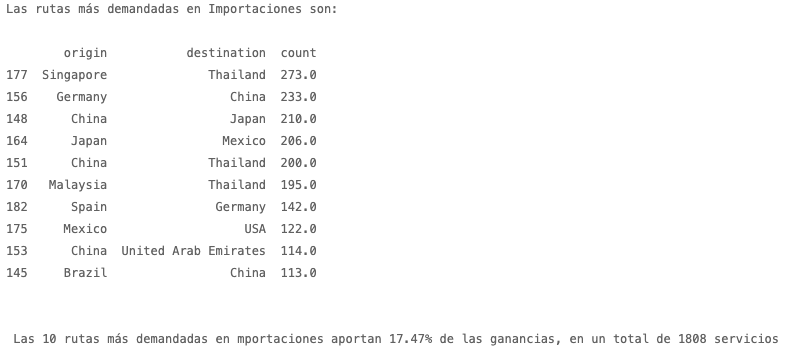 Las rutas más demandadas en Importaciones son:
origin destination count
177 Singapore Thailand 273.0
156 Germany China 233.0
148 China Japan 210.0
164 Japan Mexico 206.0
151 China Thailand 200.0
170 Malaysia Thailand 195.0
182 Spain Germany 142.0
175 Mexico USA 122.0
153 China United Arab Emirates 114.0
145 Brazil China 113.0
Las 10 rutas más demandadas en mportaciones aportan 17.47% de las ganancias, en un total de 1808 servicios